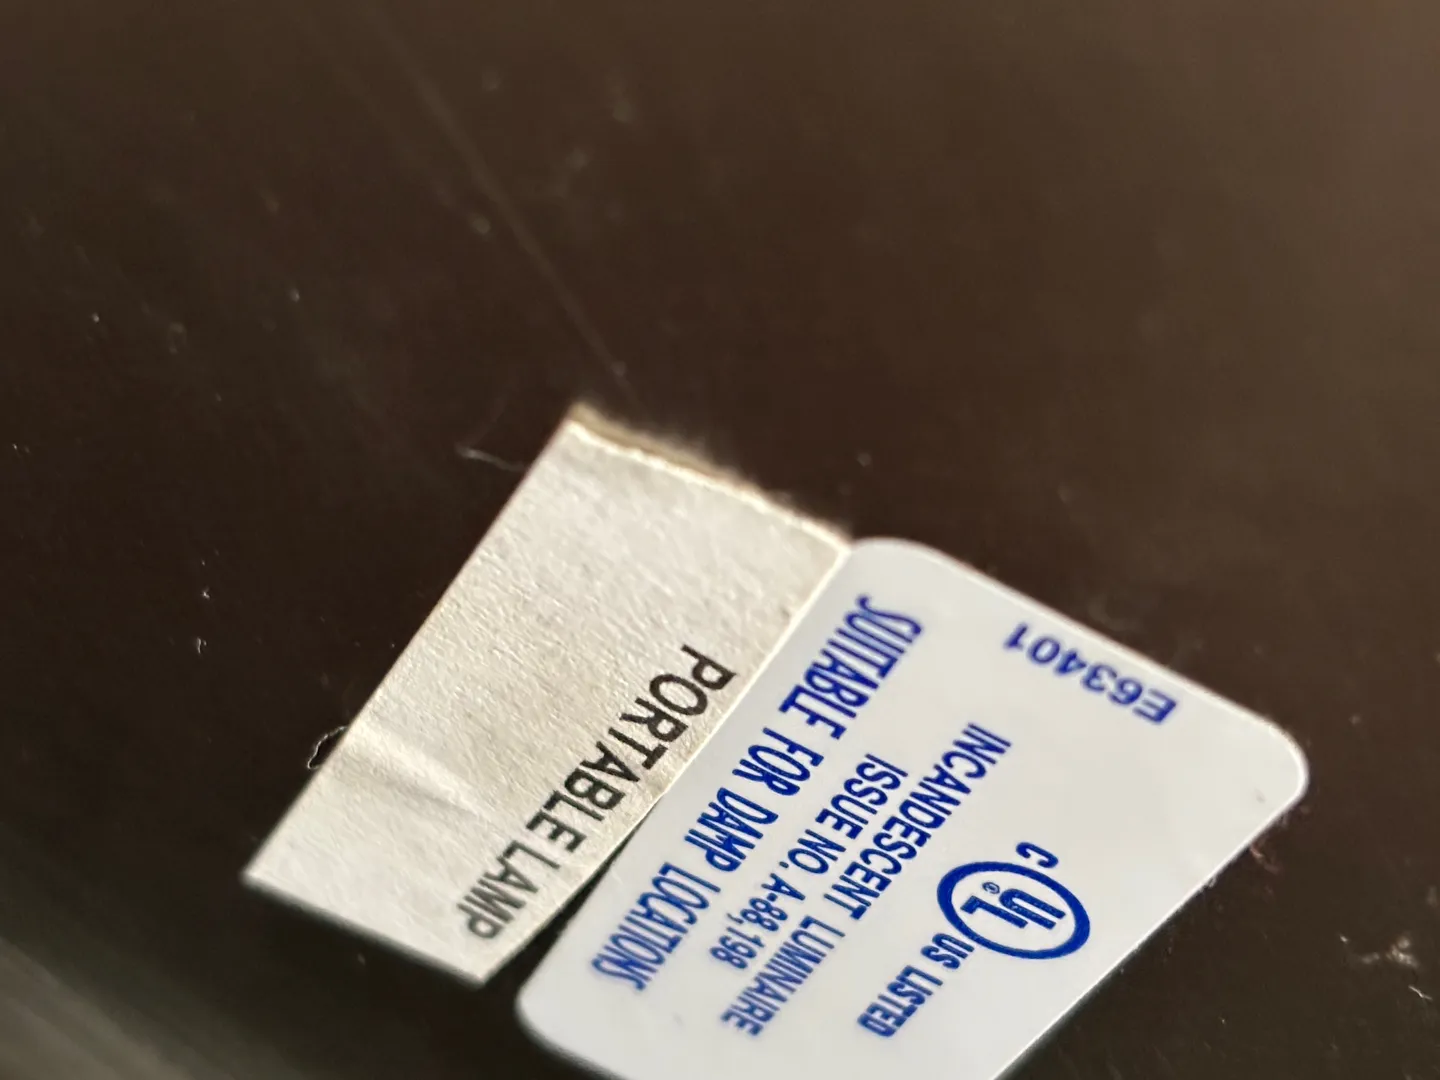 PORTABLE LAMP
E63401
C UL ® US LISTED
INCANDESCENT LUMINAIRE
ISSUE NO. A-88,198
SUITABLE FOR DAMP LOCATIONS